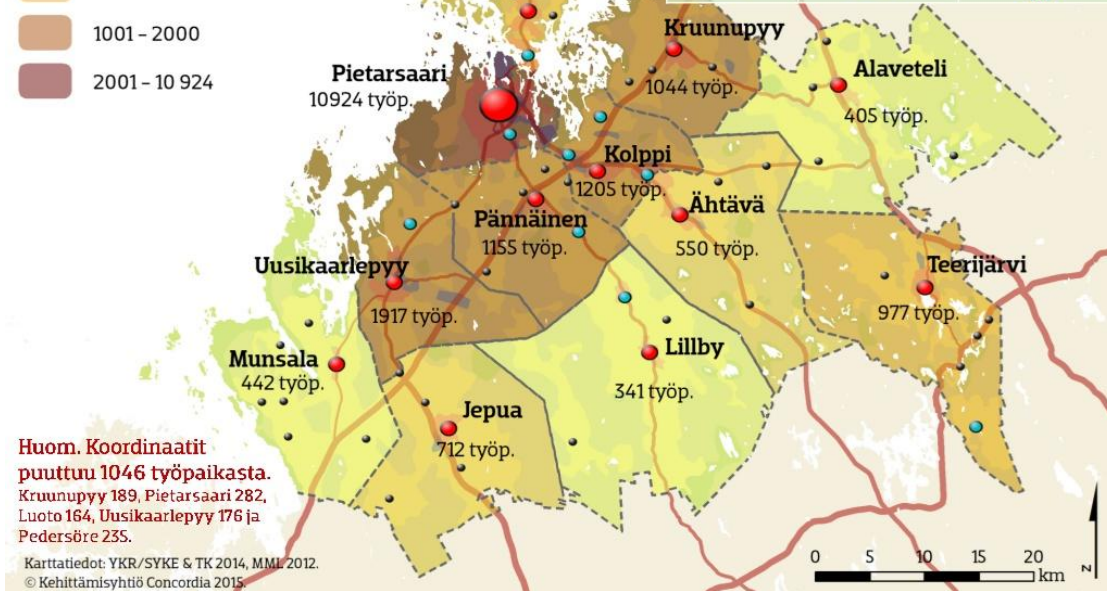 1001 – 2000
2001 – 10 924
Kruunupyy
1044 työp.
Pietarsaari
10924 työp.
Alaveteli
405 työp.
Kolppi
1205 työp.
Ähtävä
550 työp.
Pännäinen
1155 työp.
Uusikaarlepyy
1917 työp.
Teerijärvi
977 työp.
Munsala
442 työp.
Lillby
341 työp.
Jepua
712 työp.
Huom. Koordinaatit
puuttuu 1046 työpaikasta.
Kruunupyy 189, Pietarsaari 282,
Luoto 164, Uusikaarlepyy 176 ja
Pedersöre 235.
Karttatiedot: YKR/SYKE & TK 2014, MML 2012.
© Kehittämisyhtiö Concordia 2015.
0 5 10 15 20
km
N